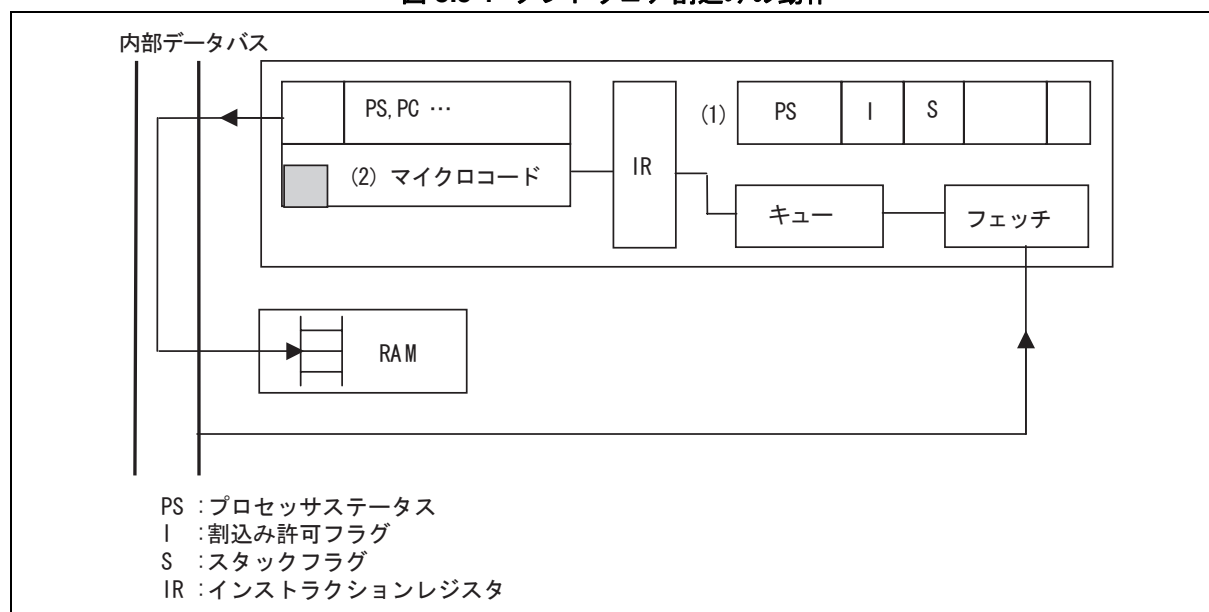 内部データバス
PS, PC …
(2) マイクロコード
IR
(1)
PS
I
S
キュー
フェッチ
RAM
PS :プロセッサステータス
I :割込み許可フラグ
S :スタックフラグ
IR :インストラクションレジスタ